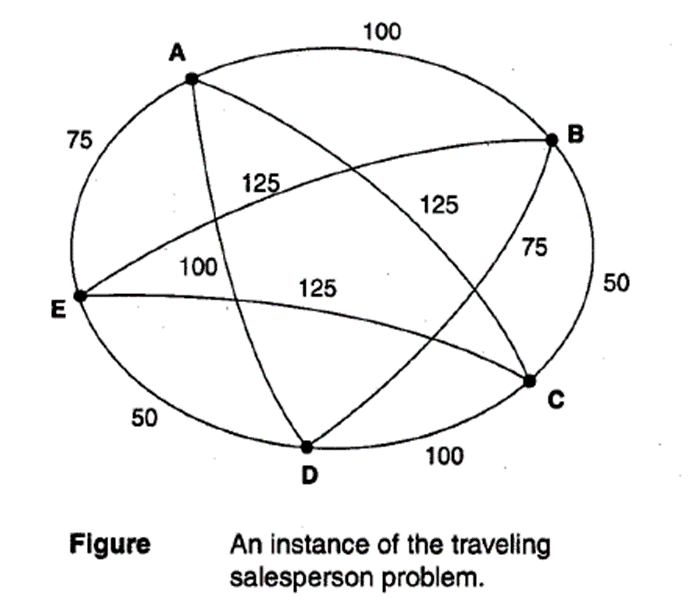 100
A
75
B
125
125
75
100
125
50
E
C
50
100
D
Figure An instance of the traveling
salesperson problem.